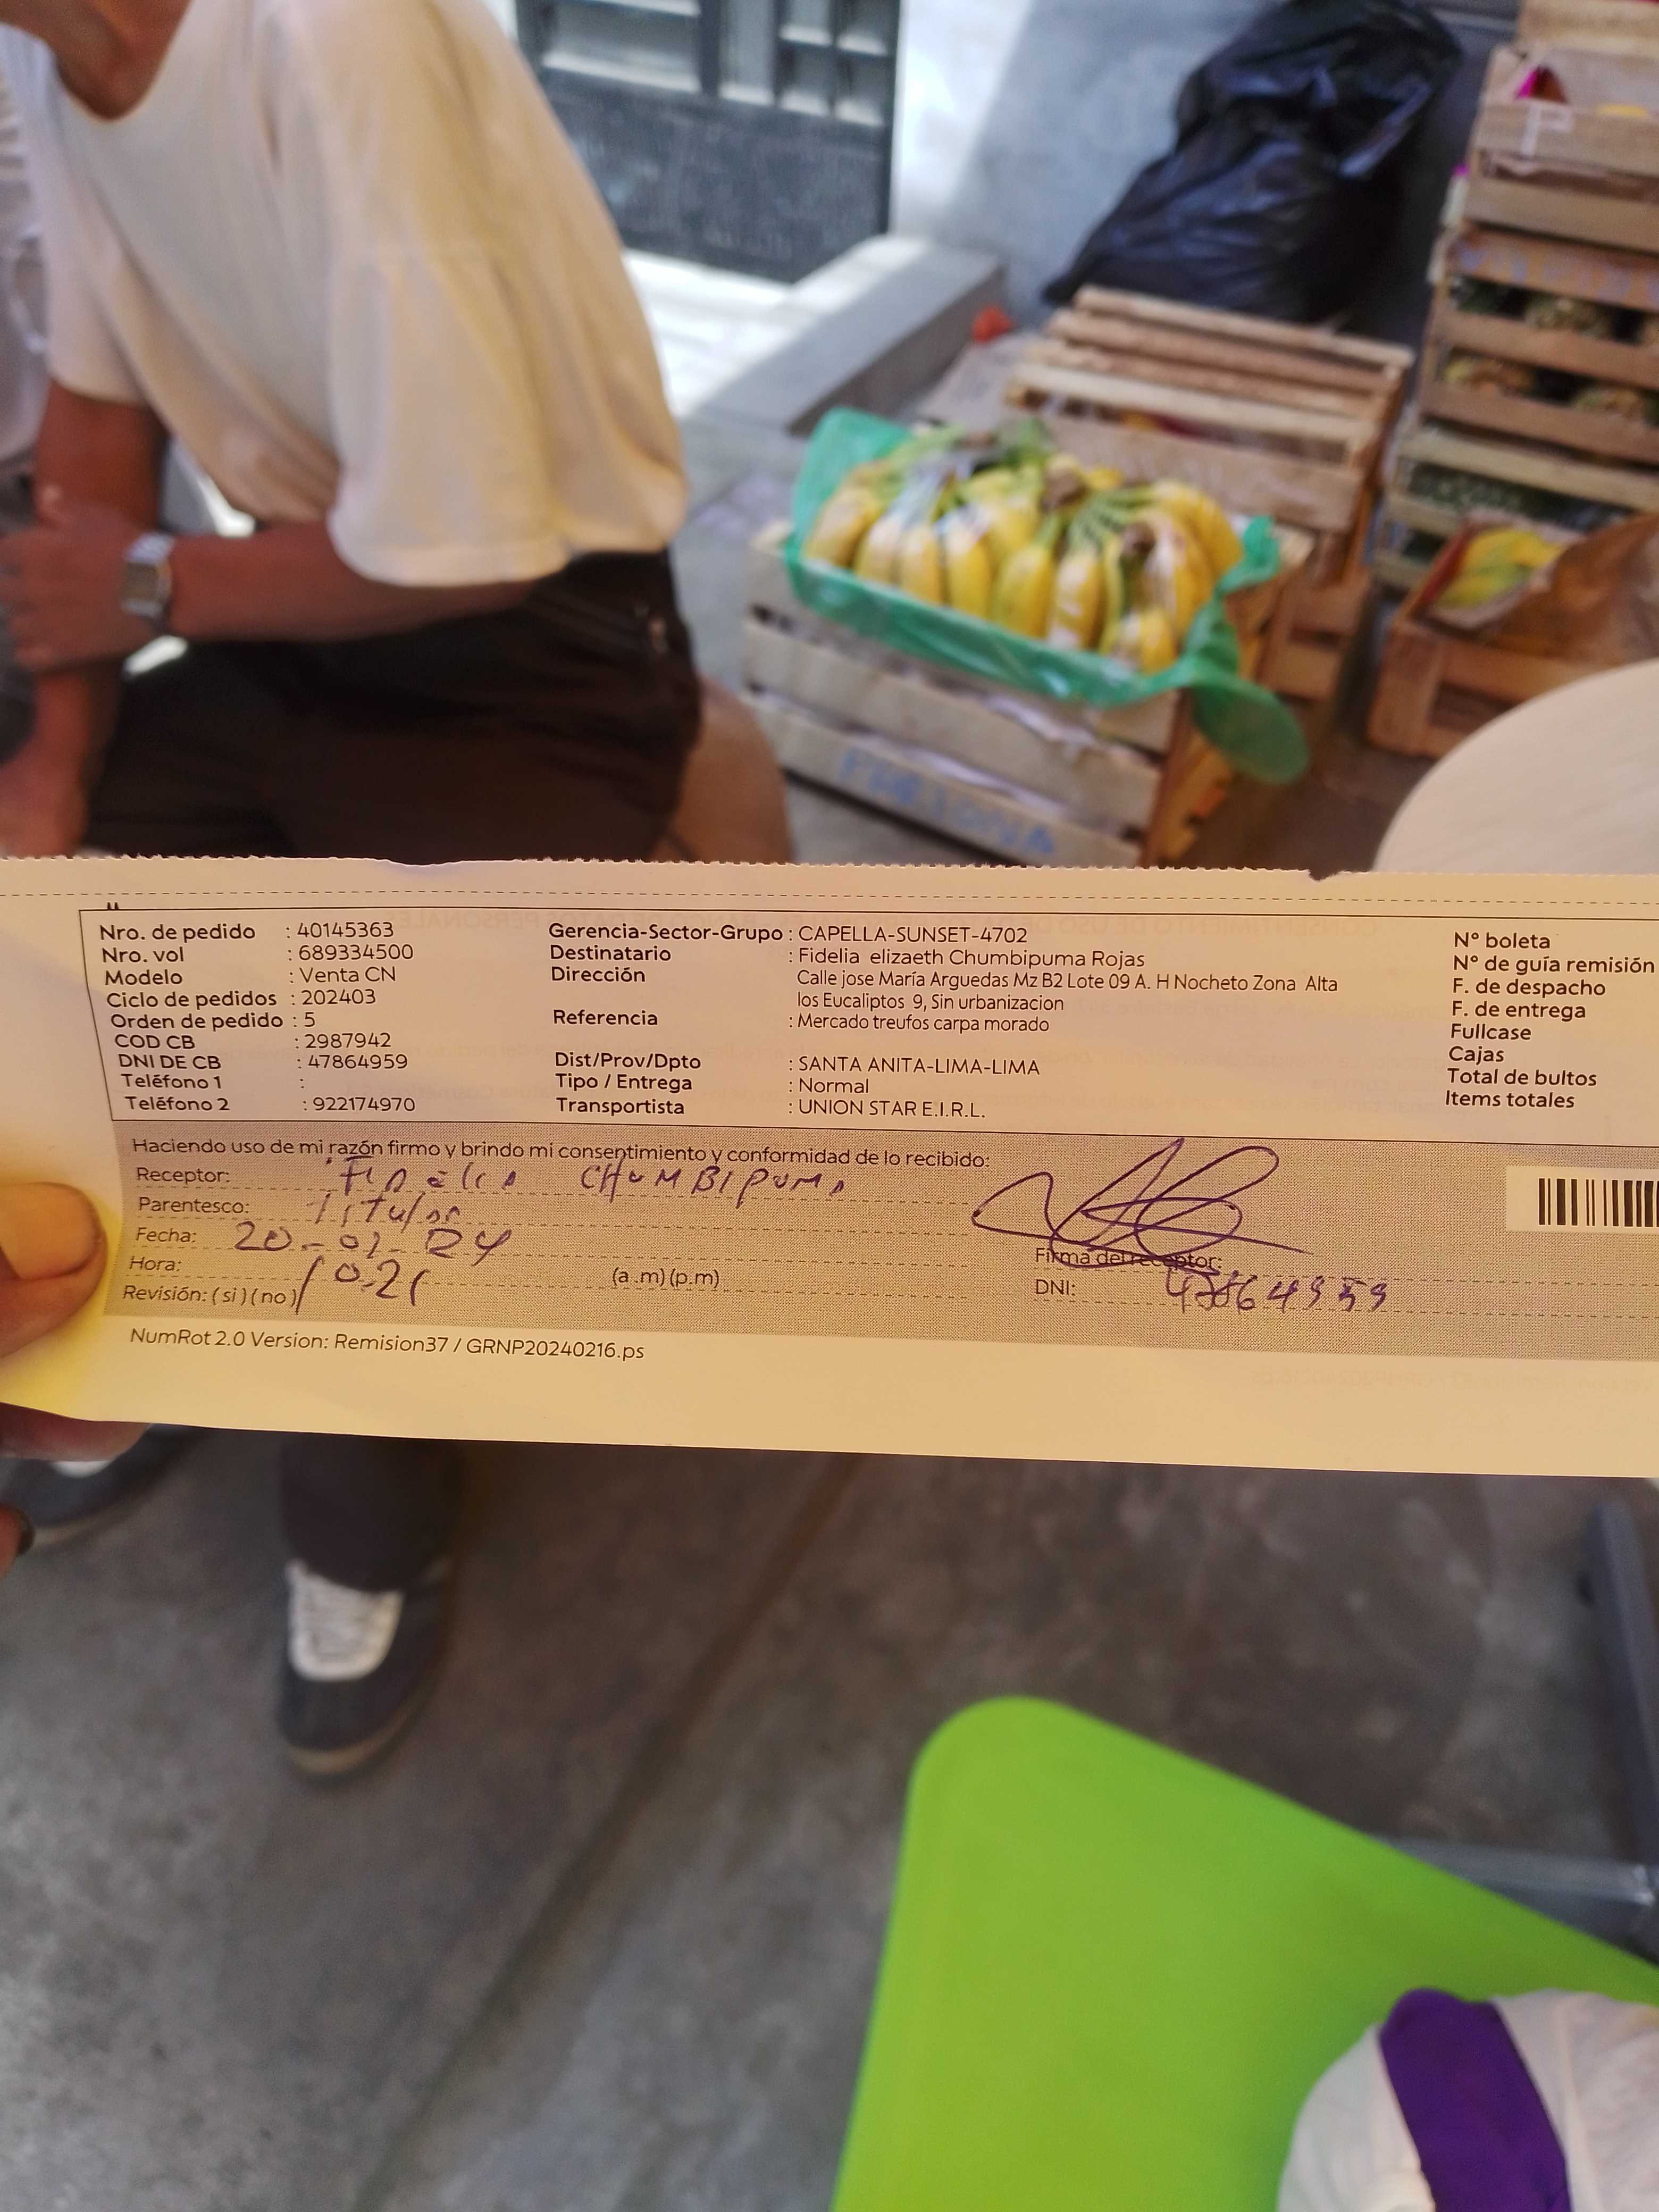 Nro. de pedido : 40145363
Nro. vol : 689334500
Modelo : Venta CN
Ciclo de pedidos : 202403
Orden de pedido : 5
COD CB : 2987942
DNI DE CB : 47864959
Teléfono 1 :
Teléfono 2 : 922174970
Gerencia-Sector-Grupo : CAPELLA-SUNSET-4702
Destinatario : Fidelia elizaeth Chumbipuma Rojas
Dirección Calle jose María Arguedas Mz B2 Lote 09 A. H Nocheto Zona Alta
los Eucaliptos 9, Sin urbanizacion
Referencia : Mercado treufos carpa morado
Dist/Prov/Dpto : SANTA ANITA-LIMA-LIMA
Tipo / Entrega : Normal
Transportista : UNION STAR E.I.R.L.
N° boleta
N° de guía remisión
F. de despacho
F. de entrega
Fullcase
Cajas
Total de bultos
Items totales
Haciendo uso de mi razón firmo y brindo mi consentimiento y conformidad de lo recibido:
Receptor: CHUMBIPUMA
Parentesco: Titular
Fecha: 20-02-24
Hora: 10:21 (a .m) (p.m)
Revisión: ( si ) ( no )
Firma del receptor:
DNI: 47864959
NumRot 2.0 Version: Remision37 / GRNP20240216.ps